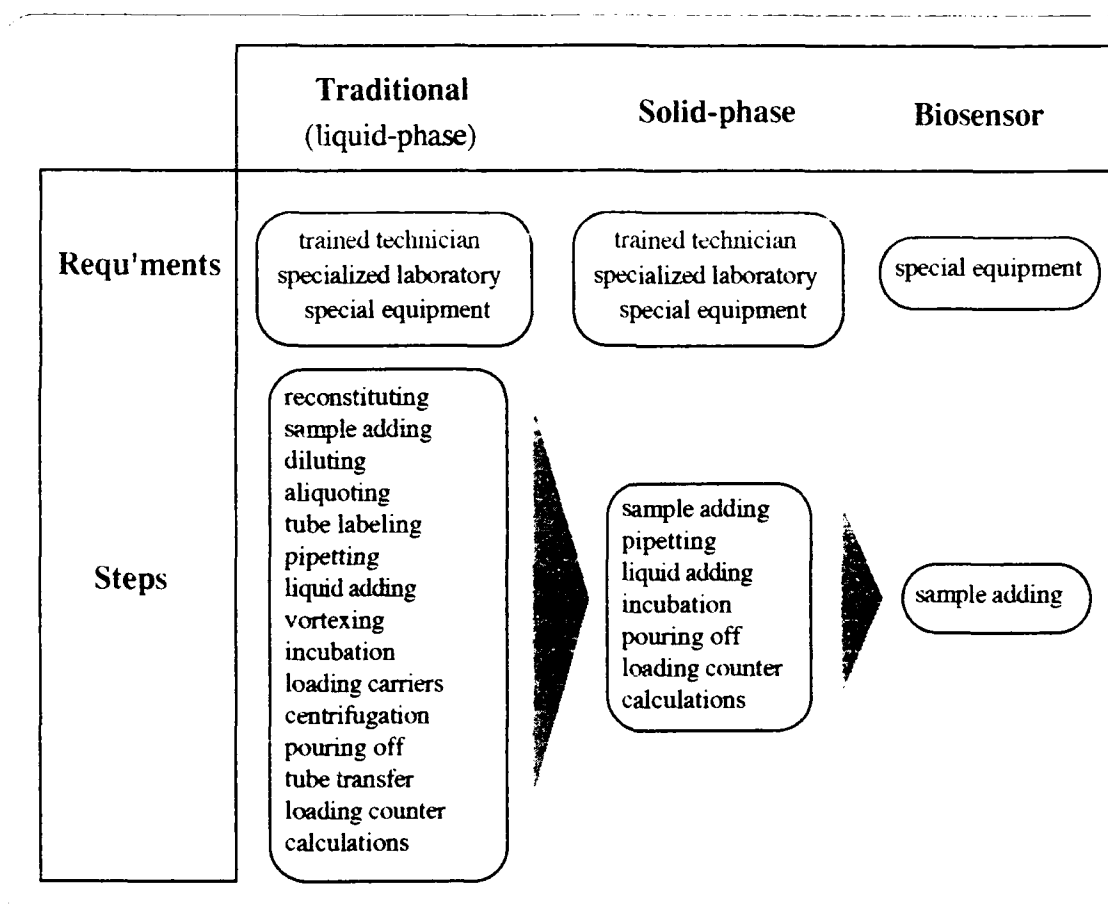 Traditional
(liquid-phase)
Solid-phase
Biosensor
Requ'ments
trained technician
specialized laboratory
special equipment
trained technician
specialized laboratory
special equipment
special equipment
Steps
reconstituting
sample adding
diluting
aliquoting
tube labeling
pipetting
liquid adding
vortexing
incubation
loading carriers
centrifugation
pouring off
tube transfer
loading counter
calculations
sample adding
pipetting
liquid adding
incubation
pouring off
loading counter
calculations
sample adding